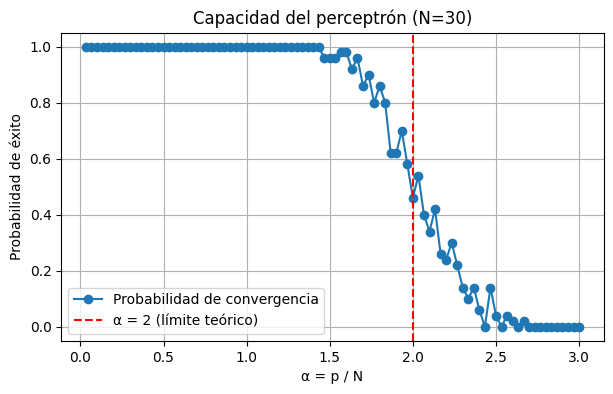 Capacidad del perceptrón (N=30)
Probabilidad de éxito
1.0
0.8
0.6
0.4
0.2
0.0
Probabilidad de convergencia
α = 2 (límite teórico)
0.0 0.5 1.0 1.5 2.0 2.5 3.0
α = p / N